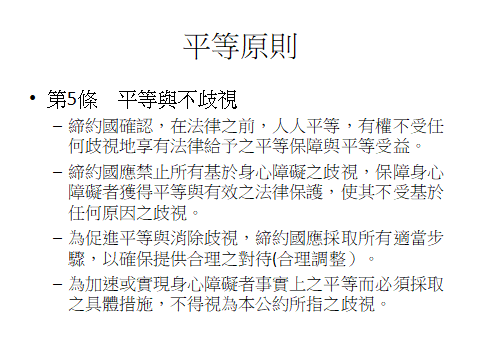 平等原則
• 第5條　平等與不歧視
– 締約國確認，在法律之前，人人平等，有權不受任
何歧視地享有法律給予之平等保障與平等受益。
– 締約國應禁止所有基於身心障礙之歧視，保障身心
障礙者獲得平等與有效之法律保護，使其不受基於
任何原因之歧視。
– 為促進平等與消除歧視，締約國應採取所有適當步
驟，以確保提供合理之對待(合理調整）。
– 為加速或實現身心障礙者事實上之平等而必須採取
之具體措施，不得視為本公約所指之歧視。